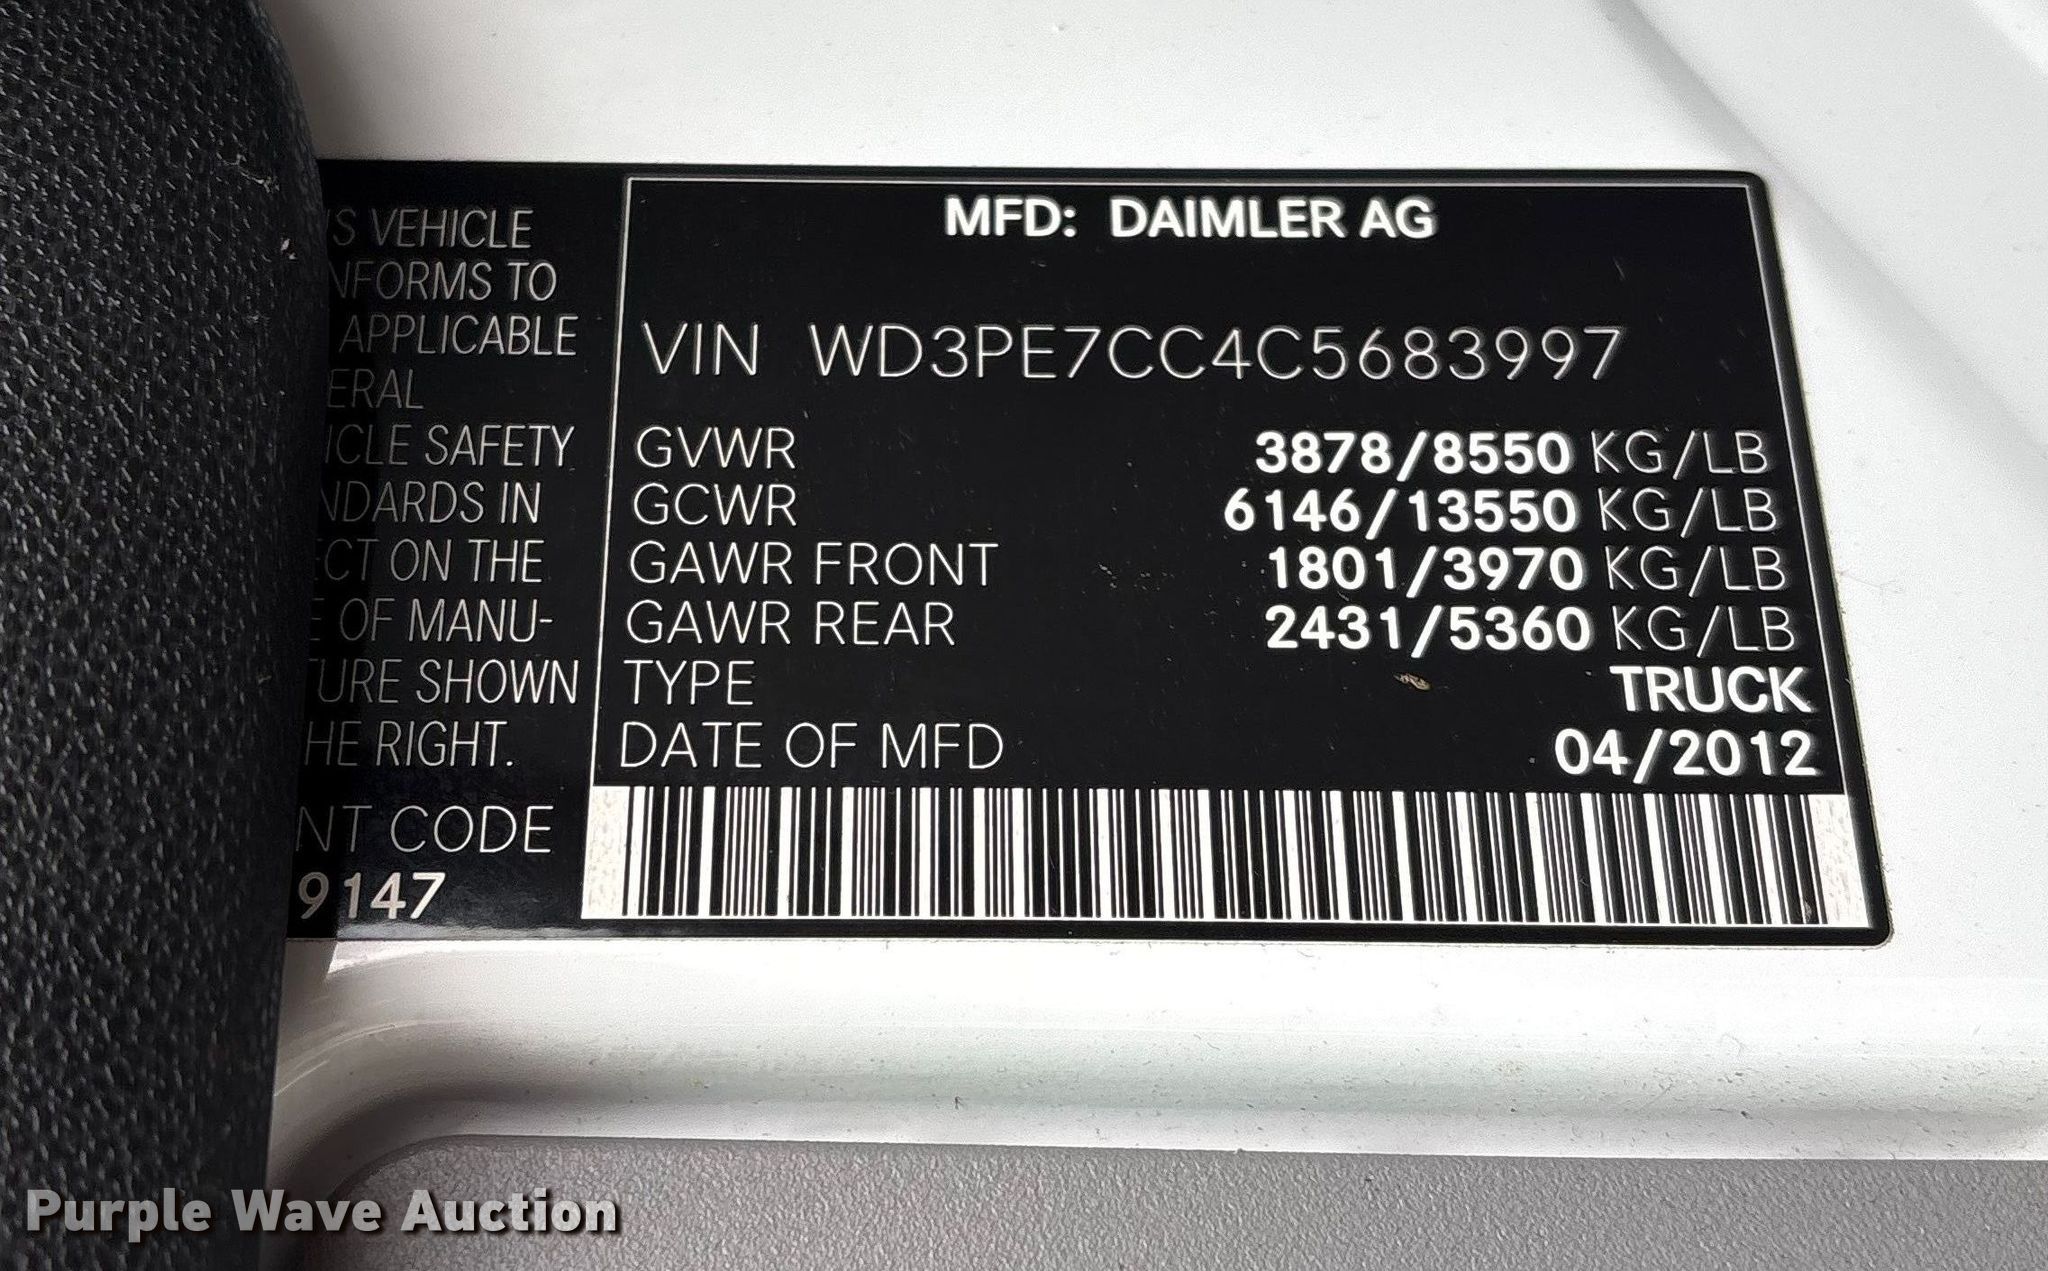 S VEHICLE
NFORMS TO
APPLICABLE
ERAL
ICLE SAFETY
NDARDS IN
ECT ON THE
E OF MANU-
TURE SHOWN
HE RIGHT.
NT CODE
9147
MFD: DAIMLER AG
VIN WD3PE7CC4C5683997
GVWR 3878/8550 KG/LB
GCWR 6146/13550 KG/LB
GAWR FRONT 1801/3970 KG/LB
GAWR REAR 2431/5360 KG/LB
TYPE TRUCK
DATE OF MFD 04/2012
Purple Wave Auction